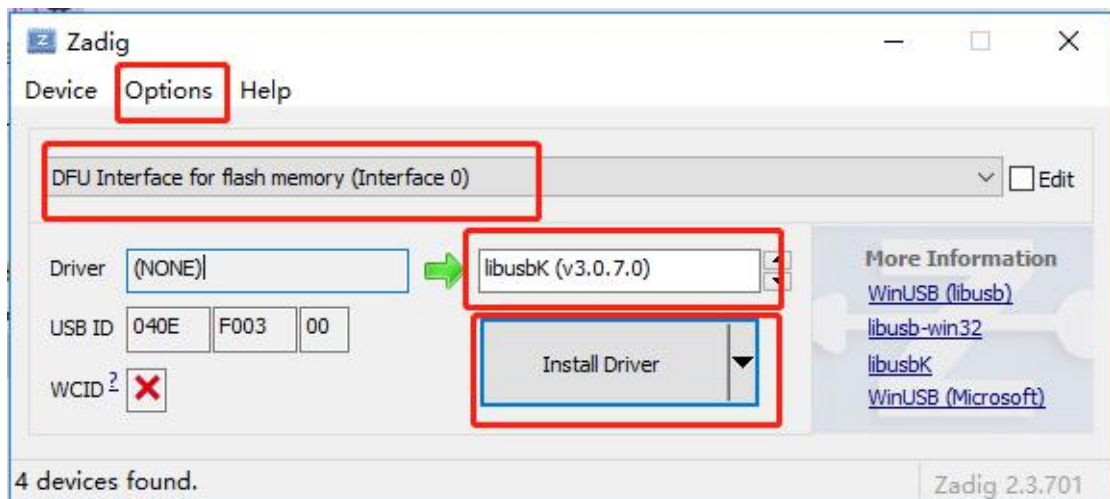 Zadig
Device Options Help
DFU Interface for flash memory (Interface 0)
Edit
Driver (NONE) libusbK (v3.0.7.0)
More Information
WinUSB (libusb)
USB ID 040E F003 00
libusb-win32
Install Driver
libusbK
WCID ?
WinUSB (Microsoft)
4 devices found.
Zadig 2.3.701